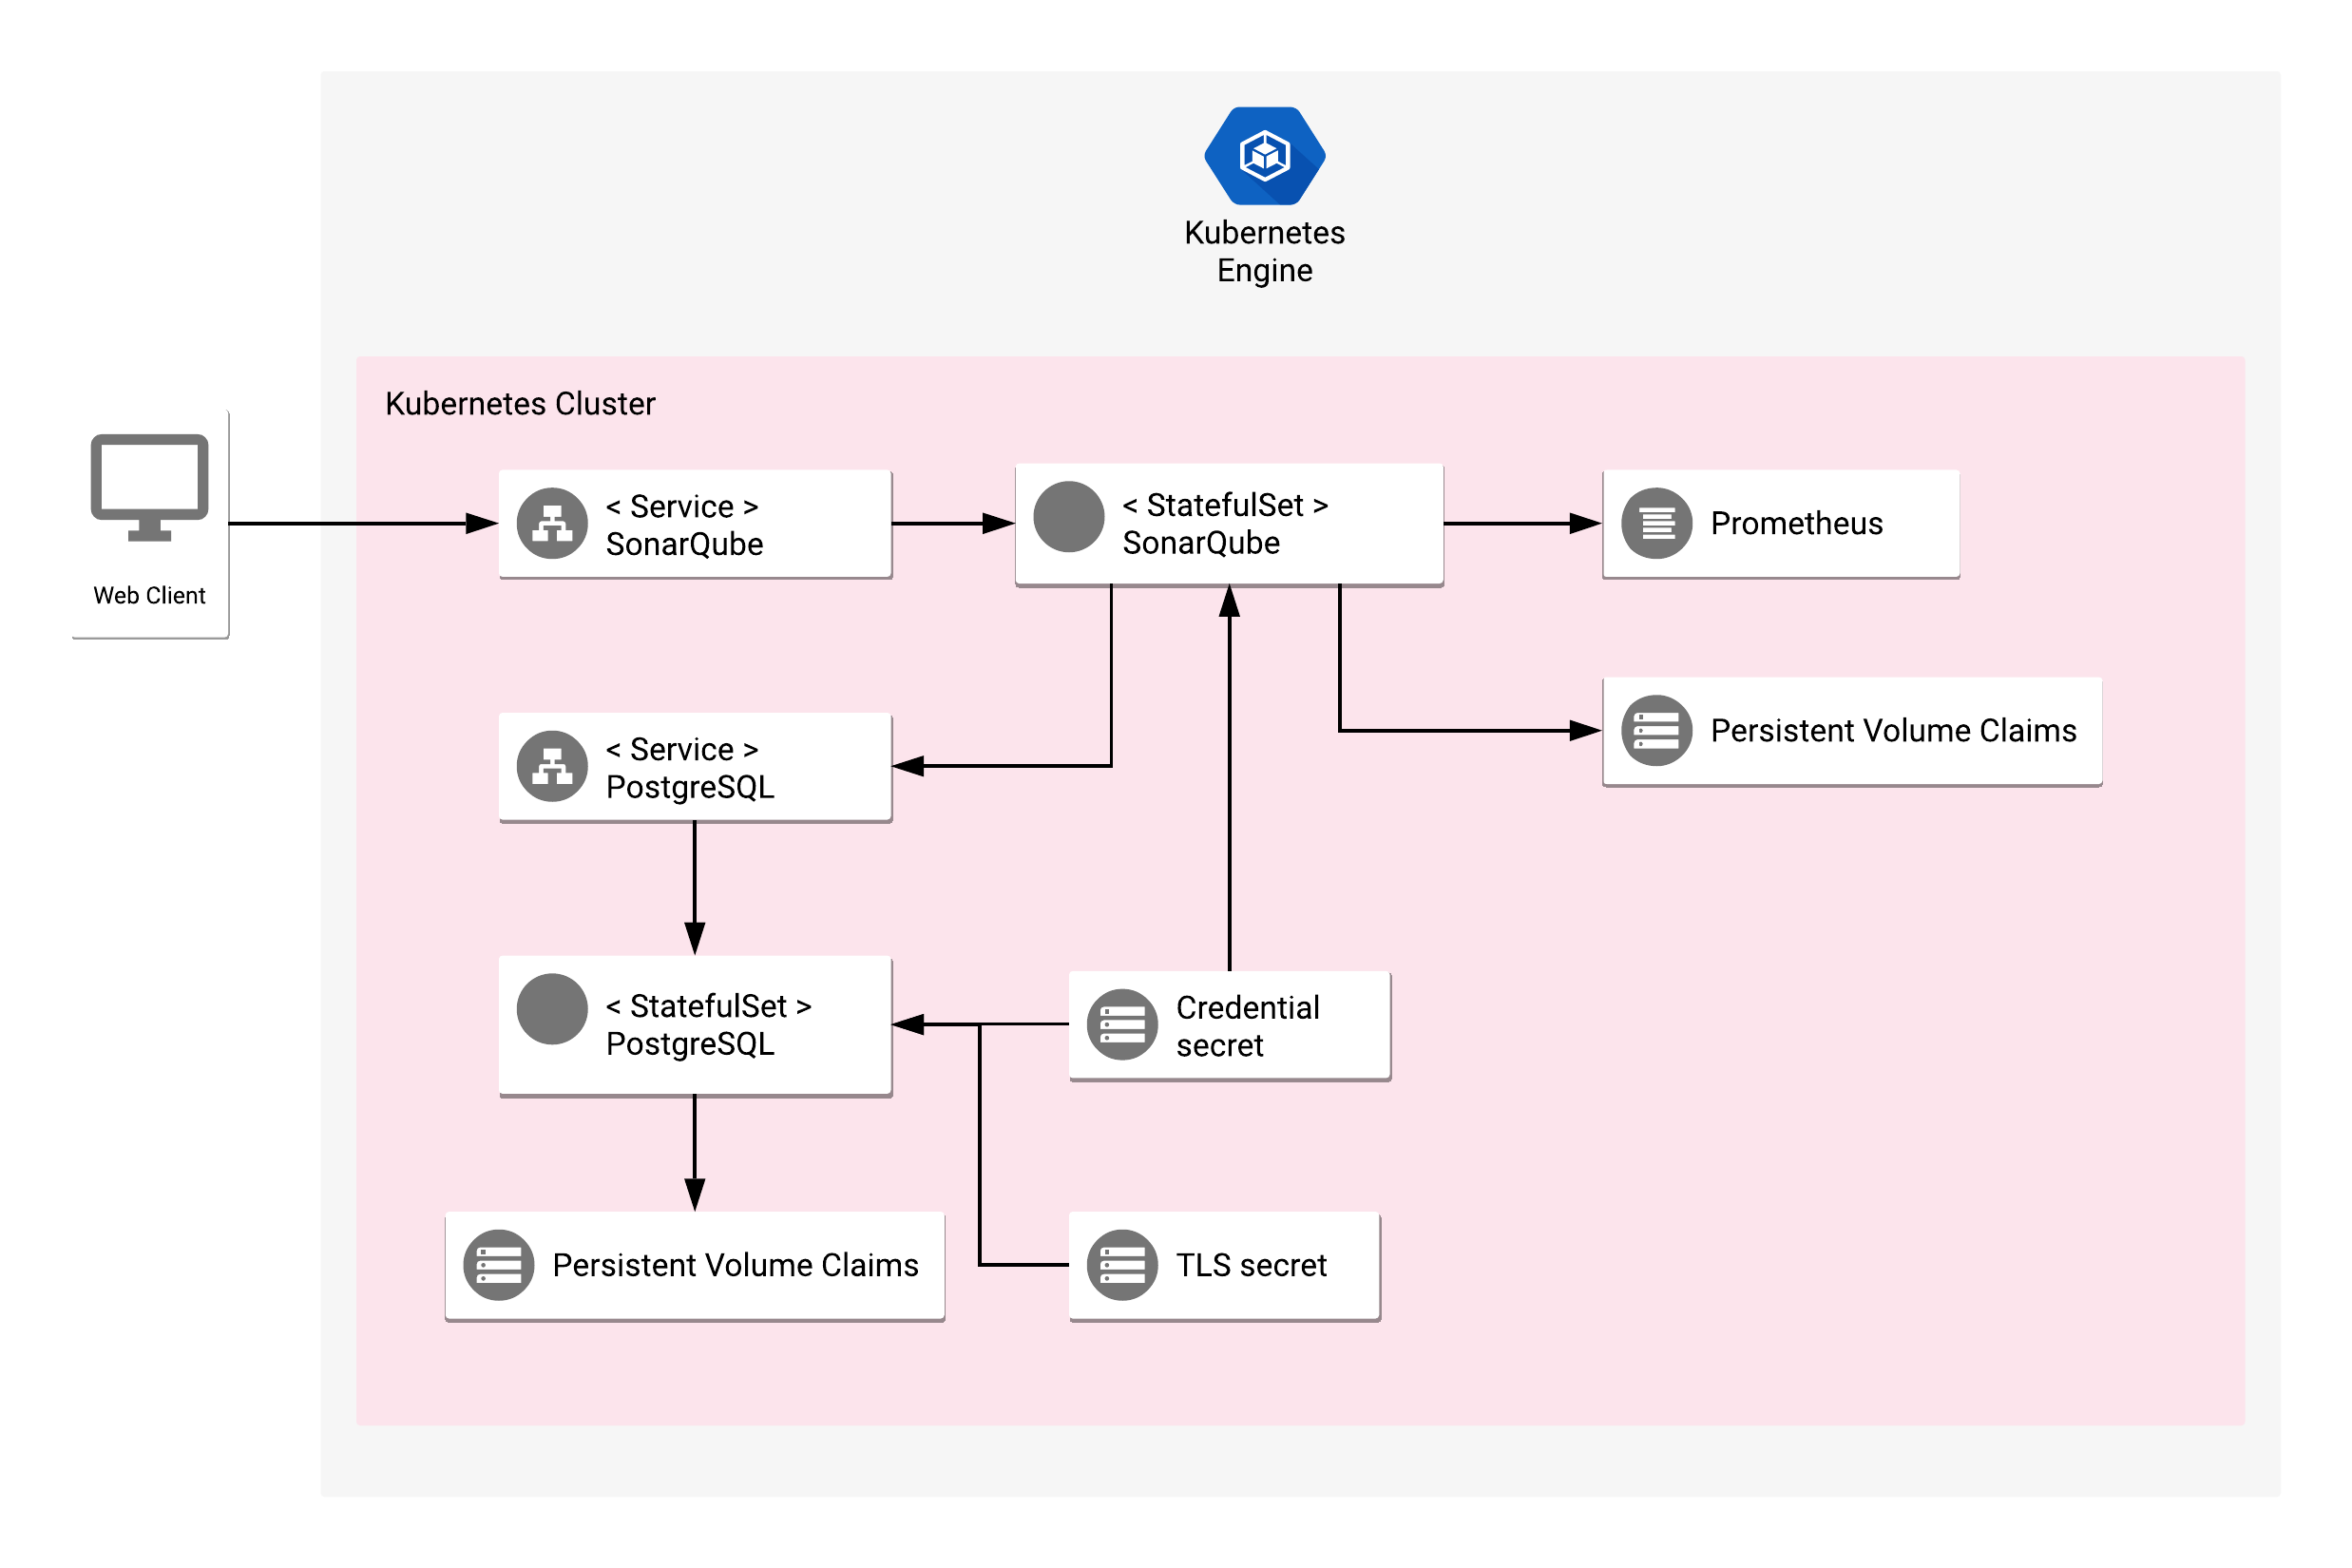 Kubernetes
Engine
Kubernetes Cluster
Web Client
< Service >
SonarQube
< StatefulSet >
SonarQube
Prometheus
< Service >
PostgreSQL
Persistent Volume Claims
< StatefulSet >
PostgreSQL
Credential
secret
Persistent Volume Claims
TLS secret